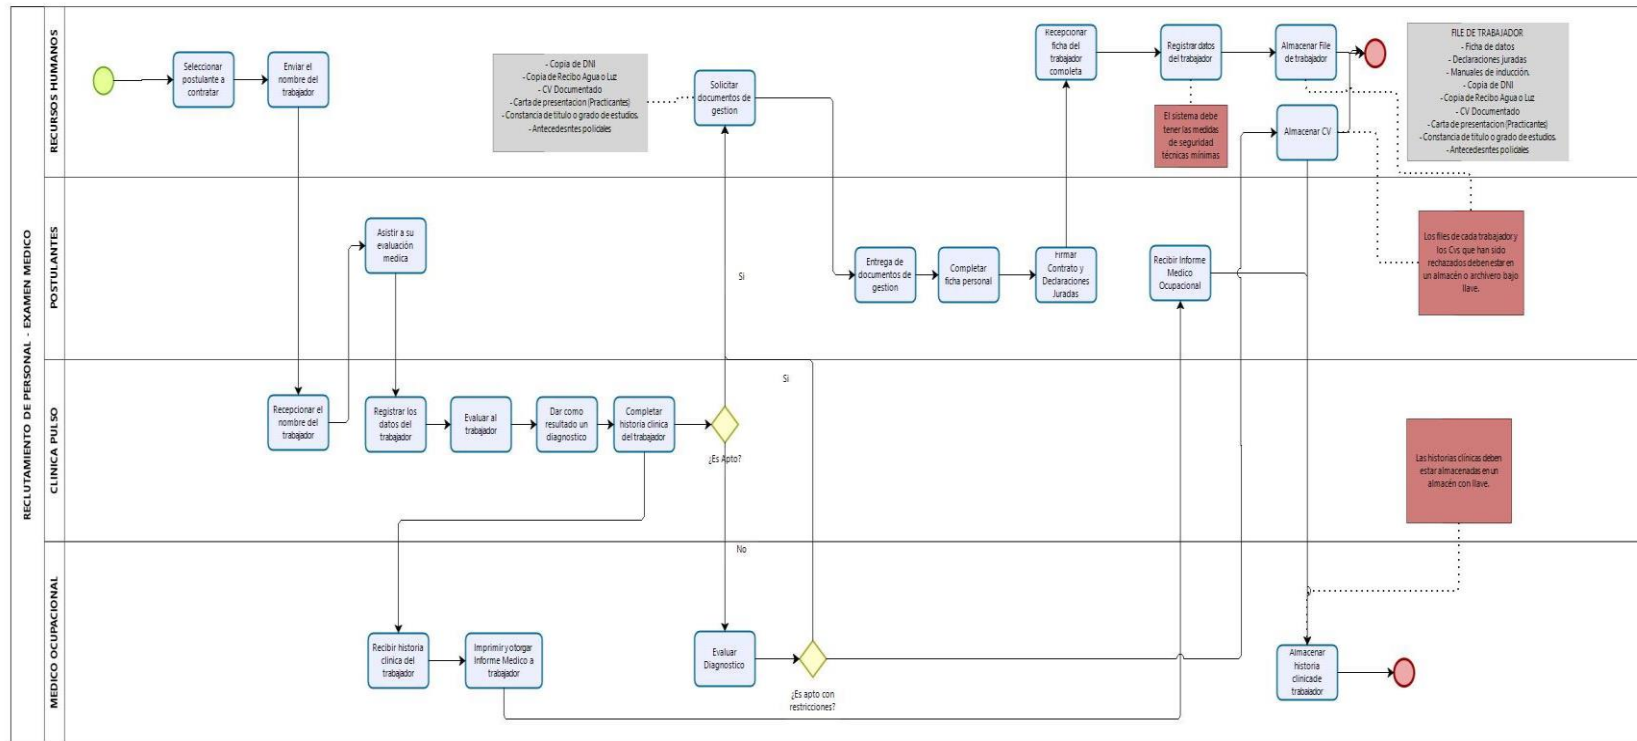 RECLUTAMIENTO DE PERSONAL - EXAMEN MEDICO
RECURSOS HUMANOS
Seleccionar
postulante a
contratar
Enviar el
nombre del
trabajador
- Copia de DNI
- Copia de Recibo Agua o Luz
- CV Documentado
- Carta de presentacion (Practicantes)
- Constancia de titulo o grado de estudios.
- Antecedesntes policiales
Solicitar
documentos de
gestion
Recepcionar
ficha del
trabajador
completa
Registrar datos
del trabajador
Almacenar File
de trabajador
El sistema debe
tener las medidas
de seguridad
técnicas mínimas
Almacenar CV
FILE DE TRABAJADOR
- Ficha de datos
- Declaraciones juradas
- Manuales de inducción.
- Copia de DNI
- Copia de Recibo Agua o Luz
- CV Documentado
- Carta de presentacion (Practicantes)
- Constancia de titulo o grado de estudios.
- Antecedesntes policiales
POSTULANTES
Asistir a su
evaluación
medica
Si
Entrega de
documentos de
gestion
Completar
ficha personal
Firmar
Contrato y
Declaraciones
Juradas
Recibir Informe
Medico
Ocupacional
Los files de cada trabajador y
los Cvs que han sido
rechazados deben estar en
un almacén o archivero bajo
llave.
CLINICA PULSO
Recepcionar el
nombre del
trabajador
Registrar los
datos del
trabajador
Evaluar al
trabajador
Dar como
resultado un
diagnostico
Completar
historia clinica
del trabajador
¿Es Apto?
Si
Las historias clínicas deben
estar almacenadas en un
almacén con llave.
MEDICO OCUPACIONAL
No
Recibir historia
clinica del
trabajador
Imprimir y otorgar
Informe Medico a
trabajador
Evaluar
Diagnostico
¿Es apto con
restricciones?
Almacenar
historia
clinica de
trabajador